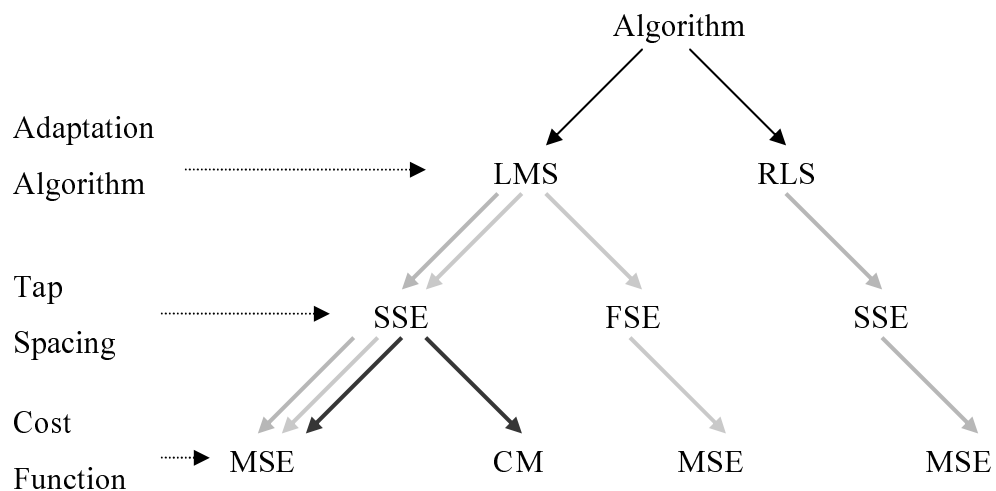 Algorithm
Adaptation
Algorithm
LMS
RLS
Tap
Spacing
SSE
FSE
SSE
Cost
Function
MSE
CM
MSE
MSE